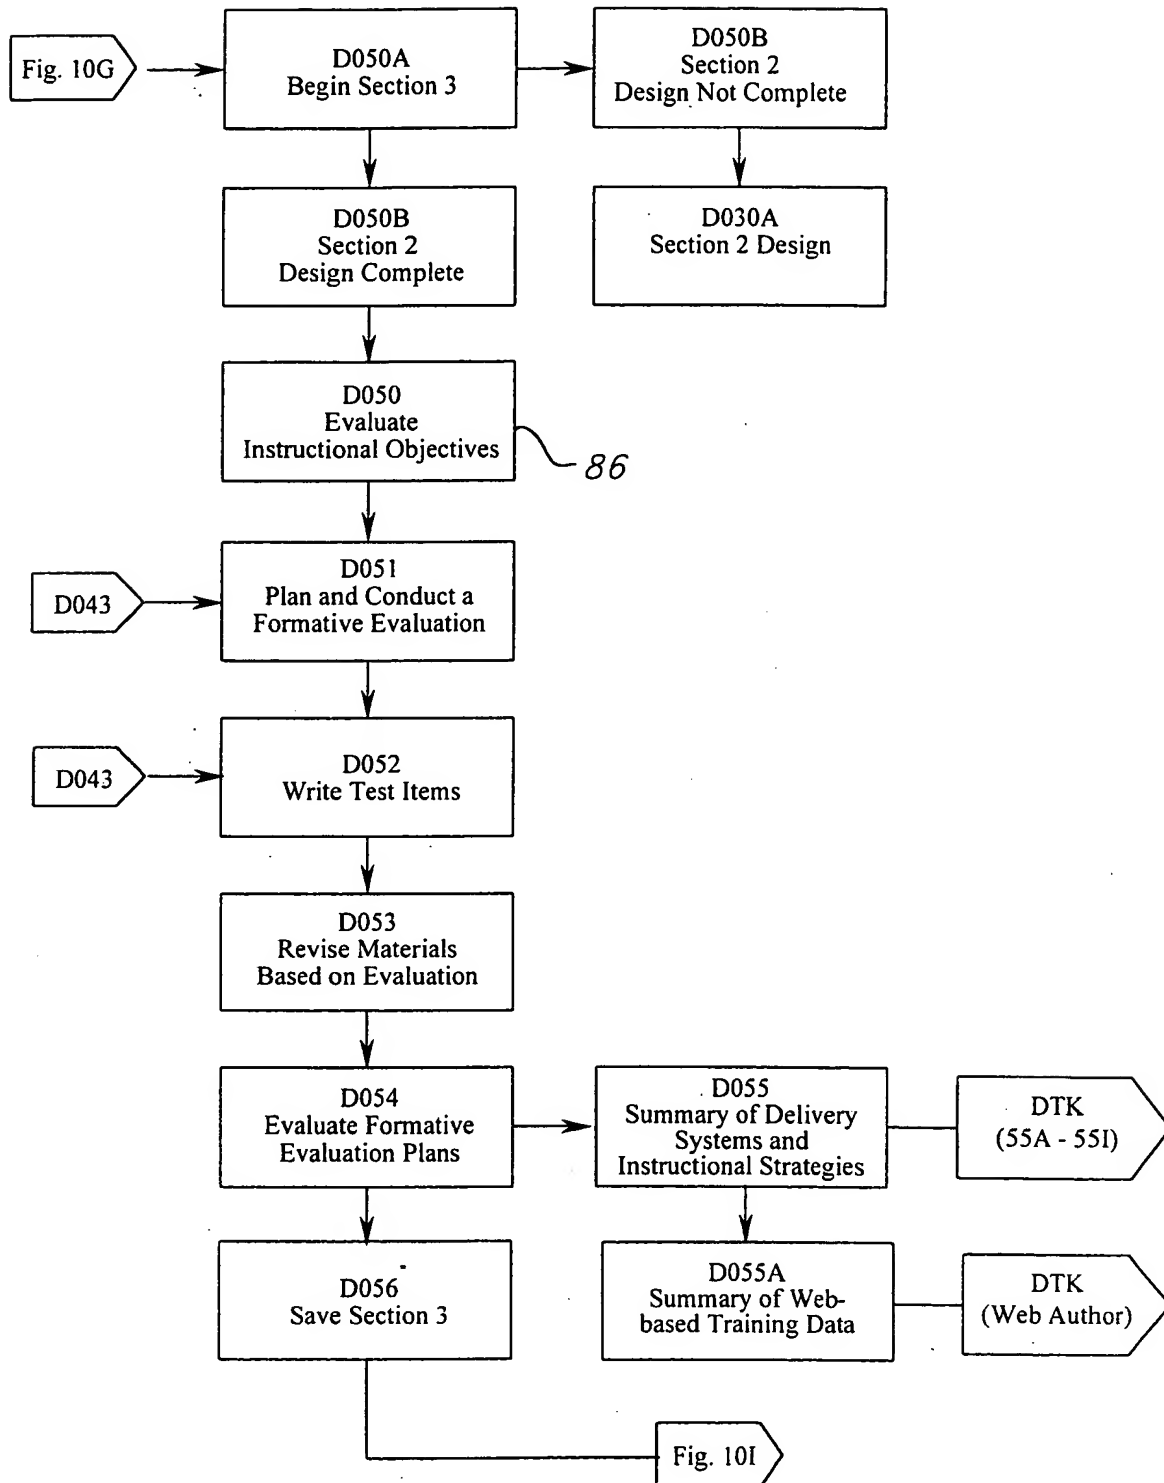 Fig. 10G
D050A
Begin Section 3
D050B
Section 2
Design Not Complete
D050B
Section 2
Design Complete
D030A
Section 2 Design
D050
Evaluate
Instructional Objectives
86
D043
D051
Plan and Conduct a
Formative Evaluation
D043
D052
Write Test Items
D053
Revise Materials
Based on Evaluation
D054
Evaluate Formative
Evaluation Plans
D055
Summary of Delivery
Systems and
Instructional Strategies
DTK
(55A - 55I)
D056
Save Section 3
D055A
Summary of Web-
based Training Data
DTK
(Web Author)
Fig. 10I